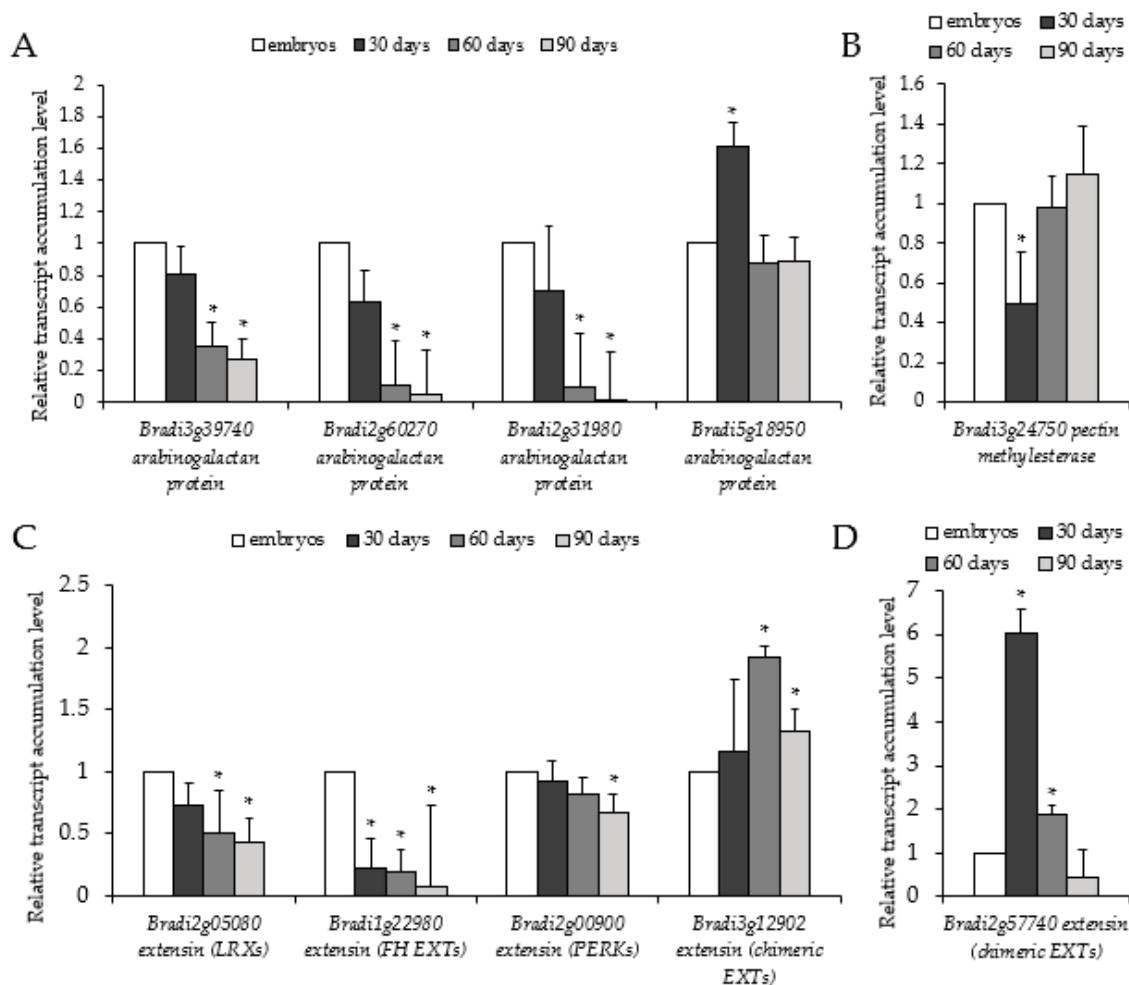 A
embryos 30 days 60 days 90 days
Relative transcript accumulation level
2
1.8
1.6
1.4
1.2
1
0.8
0.6
0.4
0.2
0
*
*
*
*
*
*
*
Bradi3g39740 Bradi2g60270 Bradi2g31980 Bradi5g18950
arabinogalactan arabinogalactan arabinogalactan arabinogalactan
protein protein protein protein
B
embryos 30 days
60 days 90 days
Relative transcript accumulation level
1.6
1.4
1.2
1
0.8
0.6
0.4
0.2
0
*
Bradi3g24750 pectin
methylesterase
C
embryos 30 days 60 days 90 days
Relative transcript accumulation level
2.5
2
1.5
1
0.5
0
*
*
*
*
*
*
*
*
Bradi2g05080 Bradi1g22980 Bradi2g00900 Bradi3g12902
extensin (LRXs) extensin (FH EXTs) extensin (PERKs) extensin (chimeric
EXTs)
D
embryos 30 days
60 days 90 days
Relative transcript accumulation level
7
6
5
4
3
2
1
0
*
*
Bradi2g57740 extensin
(chimeric EXTs)